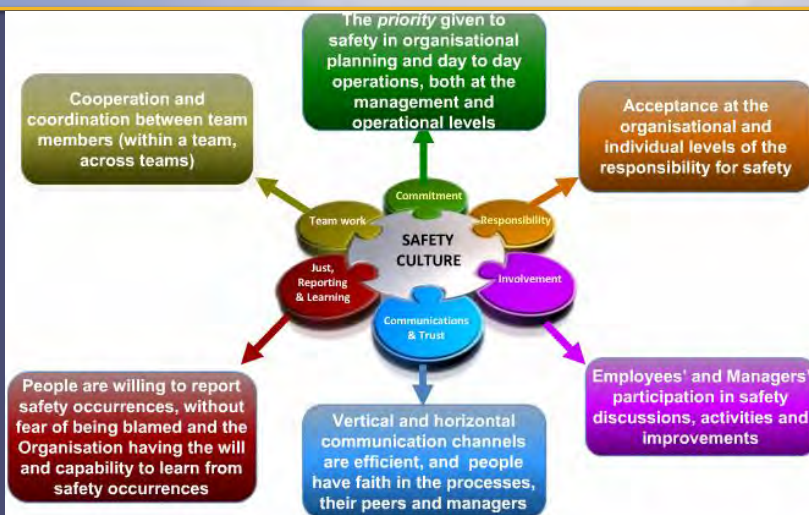 The priority given to
safety in organisational
planning and day to day
operations, both at the
management and
operational levels
Cooperation and
coordination between team
members (within a team,
across teams)
Acceptance at the
organisational and
individual levels of the
responsibility for safety
Commitment
Team work
Responsibility
SAFETY
CULTURE
Just,
Reporting
& Learning
Involvement
Communications
& Trust
People are willing to report
safety occurrences, without
fear of being blamed and the
Organisation having the will
and capability to learn from
safety occurrences
Vertical and horizontal
communication channels
are efficient, and people
have faith in the processes,
their peers and managers
Employees' and Managers'
participation in safety
discussions, activities and
improvements